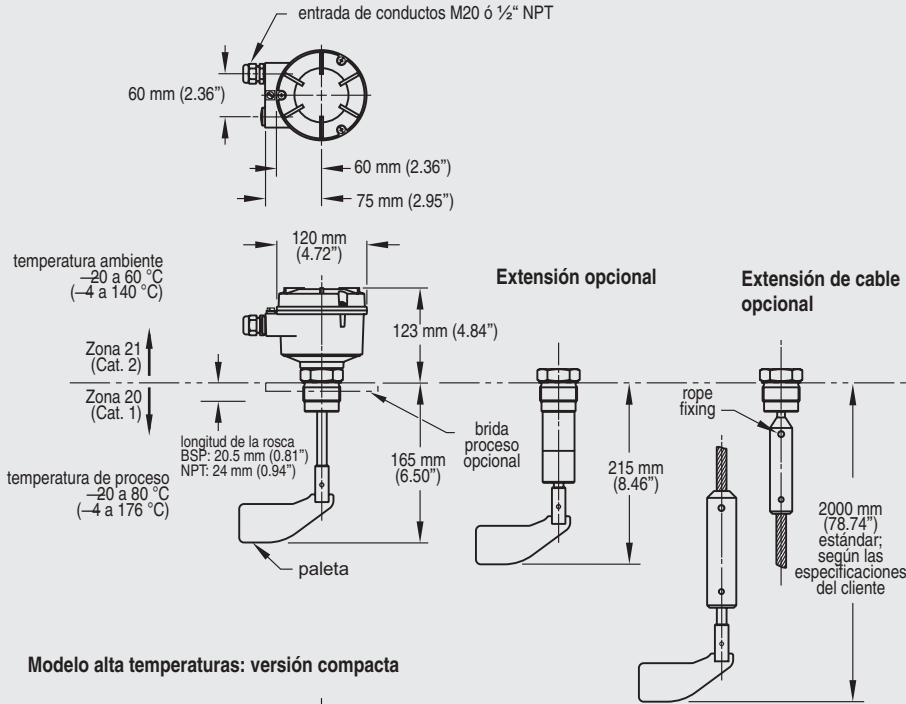 entrada de conductos M20 ó ½“ NPT
60 mm (2.36”)
60 mm (2.36”)
75 mm (2.95”)
120 mm
(4.72”)
temperatura ambiente
–20 a 60 °C
(–4 a 140 °C)
Extensión opcional
Extensión de cable
opcional
123 mm (4.84”)
Zona 21
(Cat. 2)
Zona 20
(Cat. 1)
rope
fixing
longitud de la rosca
BSP: 20.5 mm (0.81”)
NPT: 24 mm (0.94”)
brida
proceso
opcional
165 mm
(6.50”)
215 mm
(8.46”)
temperatura de proceso
–20 a 80 °C
(–4 a 176 °C)
2000 mm
(78.74”)
estándar;
según las
especificaciones
del cliente
paleta
Modelo alta temperaturas: versión compacta